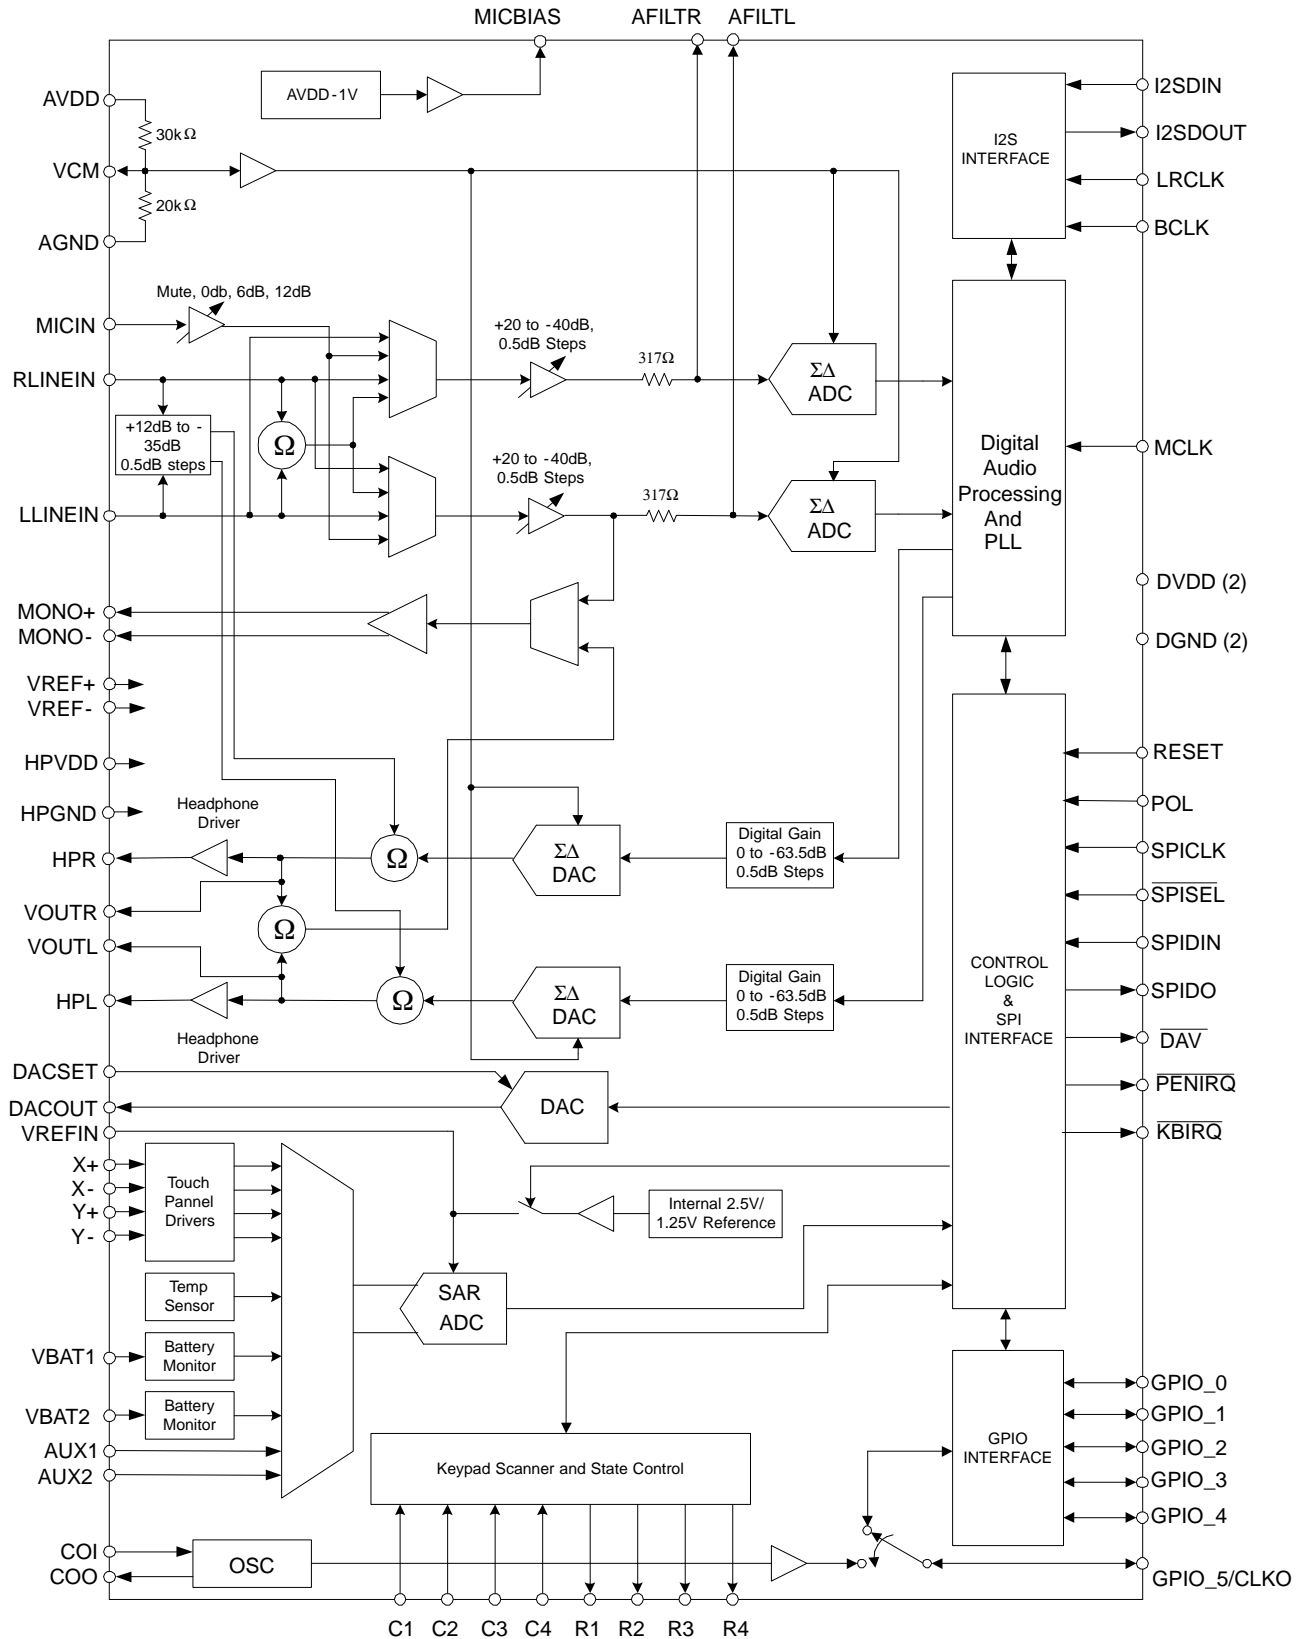 MICBIAS
AFILTR
AFILTL
AVDD
AVDD-1V
I2SDIN
30kΩ
I2S
INTERFACE
I2SDOUT
VCM
LRCLK
20kΩ
BCLK
AGND
Mute, 0db, 6dB, 12dB
MICIN
+20 to -40dB,
0.5dB Steps
317Ω
RLINEIN
ΣΔ
ADC
+12dB to -
35dB
0.5dB steps
Ω
Digital
Audio
Processing
And
PLL
MCLK
+20 to -40dB,
0.5dB Steps
317Ω
LLINEIN
ΣΔ
ADC
DVDD (2)
MONO+
MONO-
DGND (2)
VREF+
VREF-
HPVDD
RESET
HPGND
Headphone
Driver
POL
HPR
Ω
ΣΔ
DAC
Digital Gain
0 to -63.5dB
0.5dB Steps
SPICLK
SPISEL
VOUTR
Ω
VOUTL
SPIDIN
CONTROL
LOGIC
&
SPI
INTERFACE
HPL
Ω
ΣΔ
DAC
Digital Gain
0 to -63.5dB
0.5dB Steps
SPIDO
Headphone
Driver
DAV
DACSET
PENIRQ
DACOUT
DAC
VREFIN
KBIRQ
X+
X-
Y+
Y-
Touch
Pannel
Drivers
Internal 2.5V/
1.25V Reference
Temp
Sensor
SAR
ADC
VBAT1
Battery
Monitor
VBAT2
Battery
Monitor
GPIO_0
GPIO_1
GPIO
INTERFACE
GPIO_2
GPIO_3
GPIO_4
AUX1
AUX2
Keypad Scanner and State Control
COI
COO
OSC
GPIO_5/CLKO
C1
C2
C3
C4
R1
R2
R3
R4